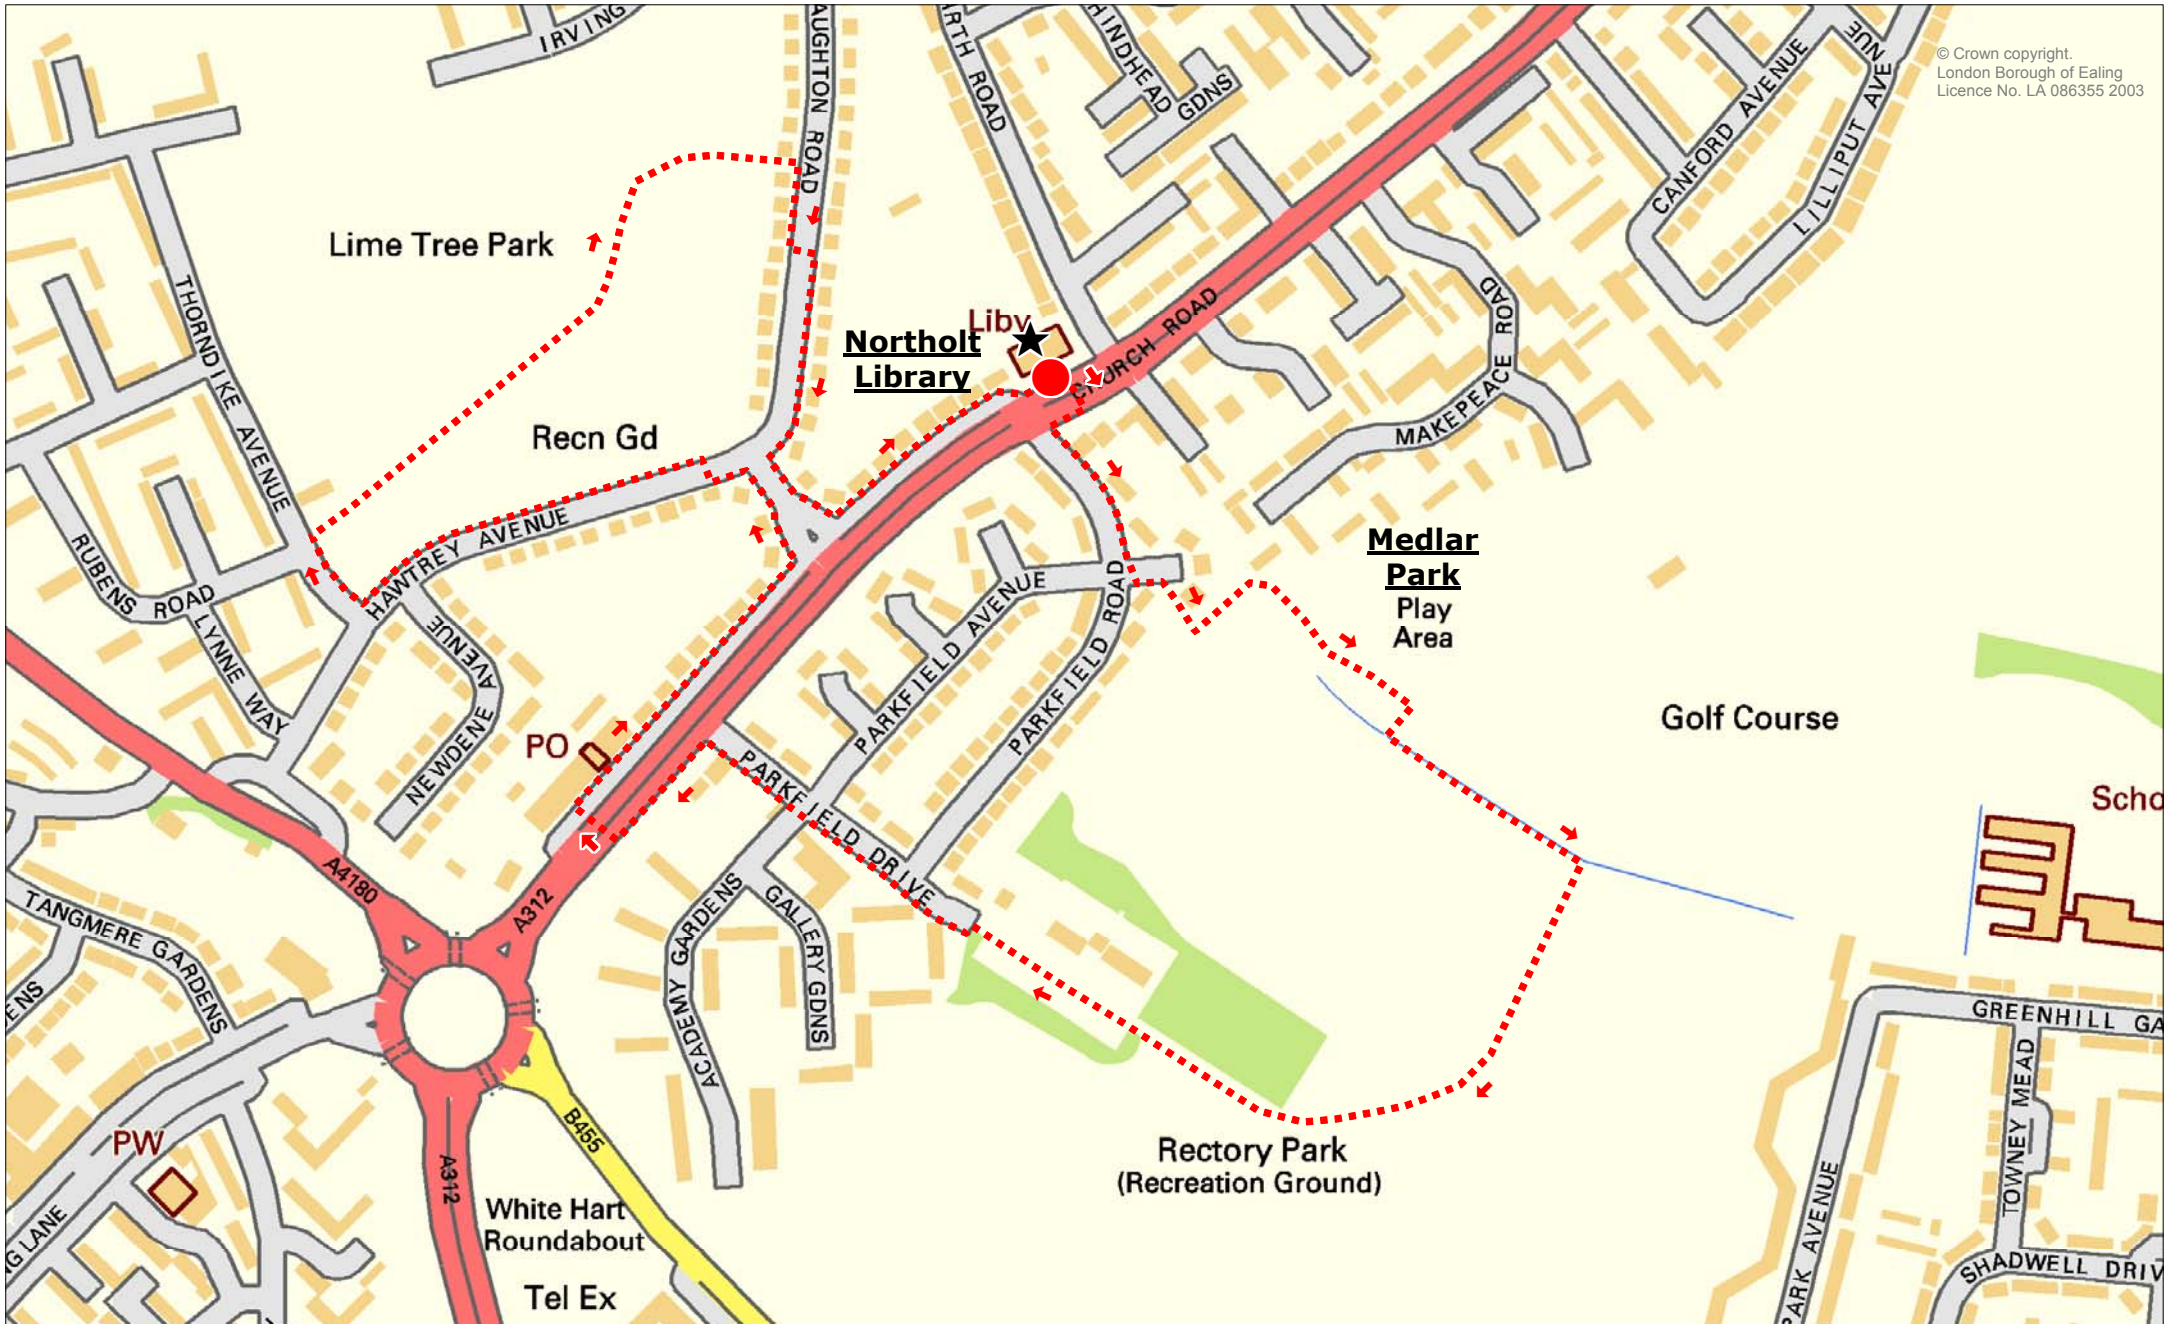 IRVING
AUGHTON ROAD
RTH ROAD
HINDHEAD
GDNS
CANFORD AVENUE
NUE
LILLIPUT AVE
© Crown copyright.
London Borough of Ealing
Licence No. LA 086355 2003
Lime Tree Park
THORNDIKE AVENUE
Liby
Northolt
Library
CHURCH ROAD
MAKEPEACE ROAD
Recn Gd
HAWTREY AVENUE
RUBENS ROAD
LYNNE WAY
NEWDENE AVENUE
PO
PARKFIELD AVENUE
PARKFIELD ROAD
PARKFIELD DRIVE
Medlar
Park
Play
Area
Golf Course
Scho
A4180
A312
TANGMERE GARDENS
ENS
ACADEMY GARDENS
GALLERY GDNS
GREENHILL GA
TOWNEY MEAD
PARK AVENUE
SHADWELL DRIV
Rectory Park
(Recreation Ground)
B455
A312
White Hart
Roundabout
Tel Ex
PW
NG LANE